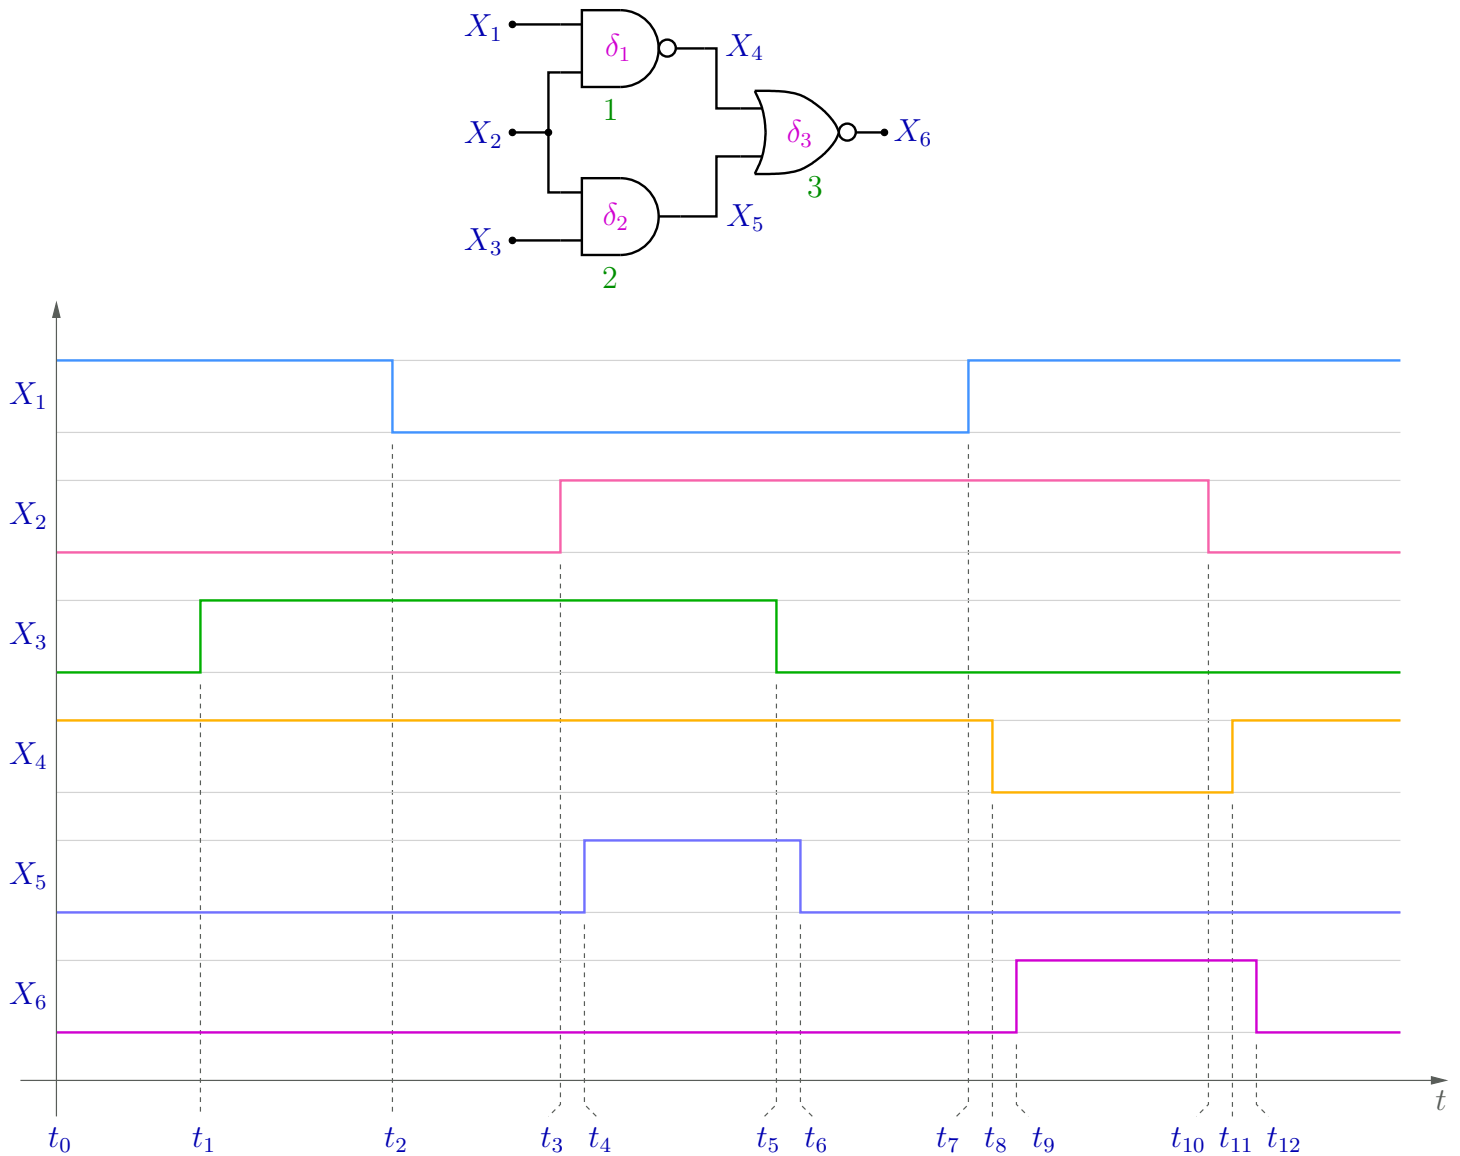 X₁
δ₁
X₄
1
X₂
δ₃
X₆
3
δ₂
X₅
X₃
2
X₁
X₂
X₃
X₄
X₅
X₆
t
t₀ t₁ t₂ t₃ t₄ t₅ t₆ t₇ t₈ t₉ t₁₀ t₁₁ t₁₂